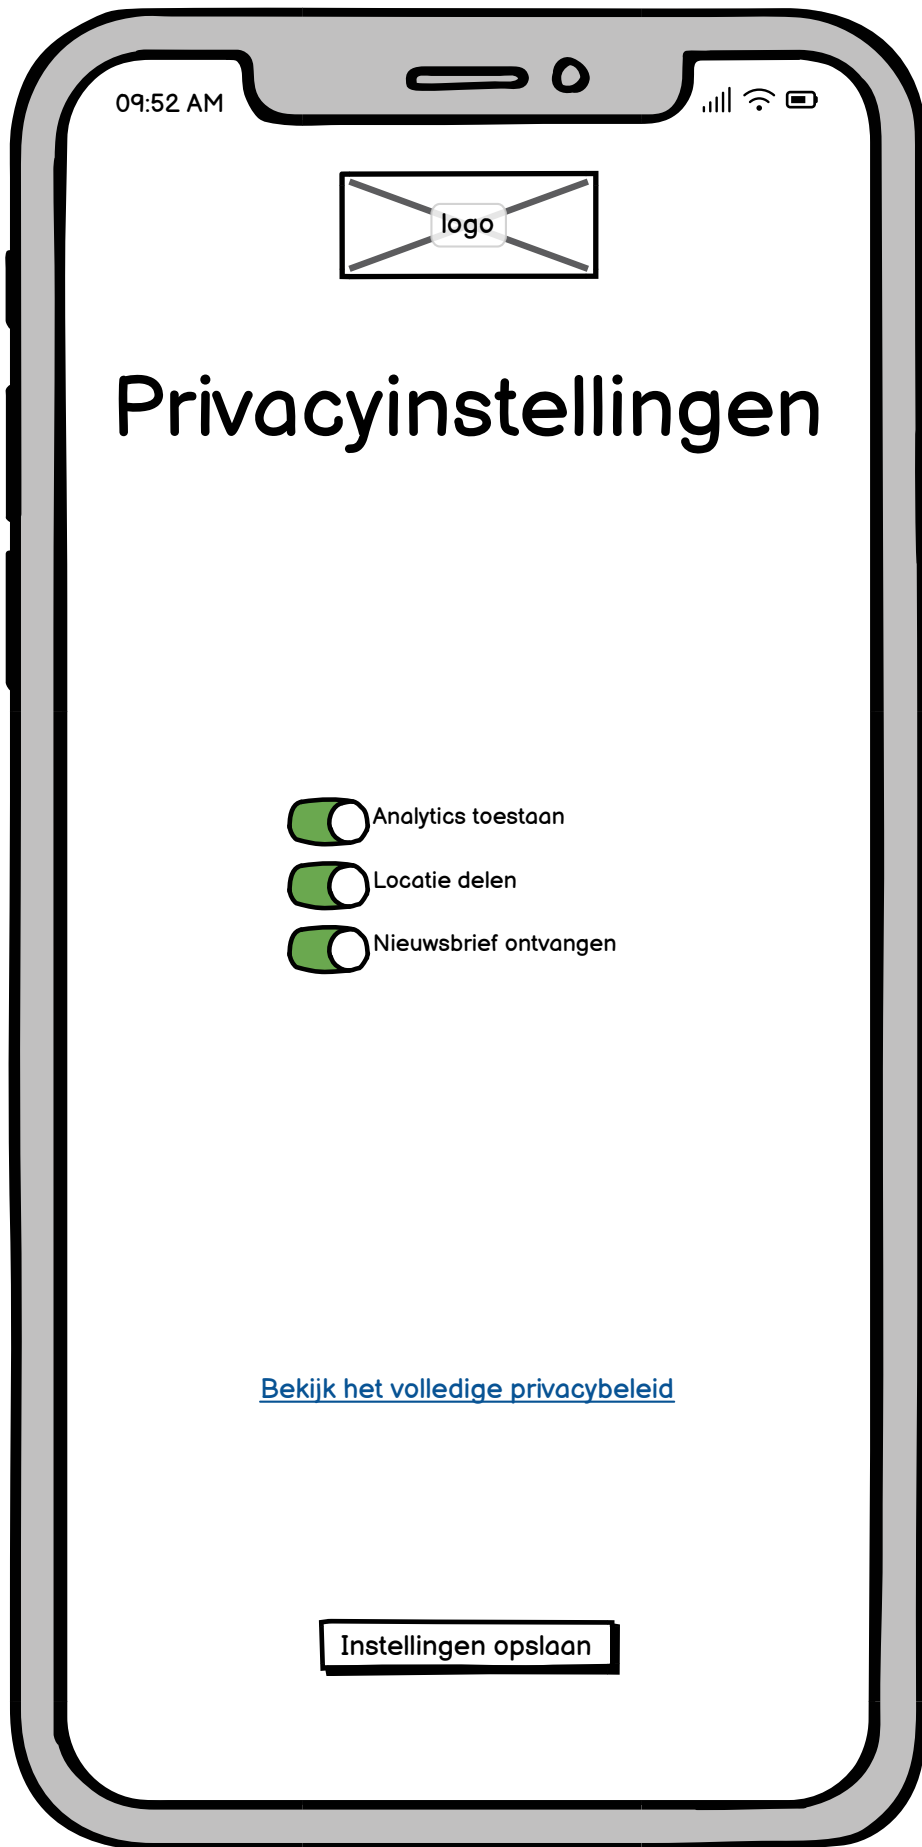 09:52 AM
logo
Privacyinstellingen
Analytics toestaan
Locatie delen
Nieuwsbrief ontvangen
Bekijk het volledige privacybeleid
Instellingen opslaan